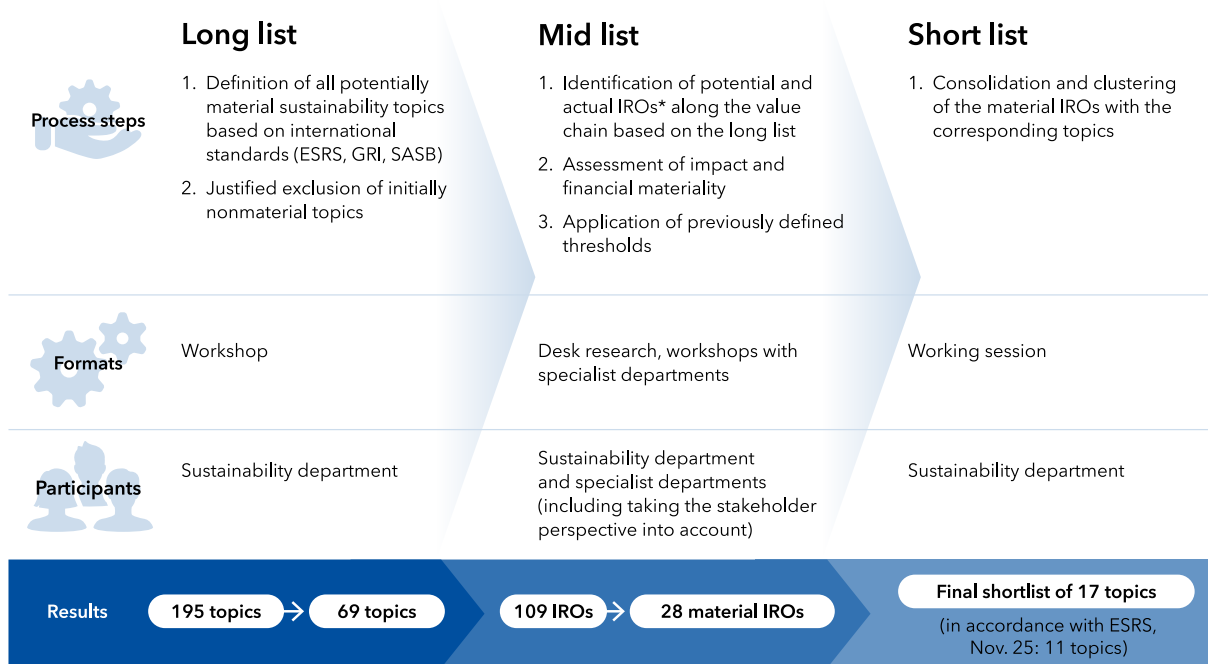 Long list
Mid list
Short list
Process steps
1. Definition of all potentially
material sustainability topics
based on international
standards (ESRS, GRI, SASB)
2. Justified exclusion of initially
nonmaterial topics
1. Identification of potential and
actual IROs* along the value
chain based on the long list
2. Assessment of impact and
financial materiality
3. Application of previously defined
thresholds
1. Consolidation and clustering
of the material IROs with the
corresponding topics
Formats
Workshop
Desk research, workshops with
specialist departments
Working session
Participants
Sustainability department
Sustainability department
and specialist departments
(including taking the stakeholder
perspective into account)
Sustainability department
Results
195 topics
69 topics
109 IROs
28 material IROs
Final shortlist of 17 topics
(in accordance with ESRS,
Nov. 25: 11 topics)